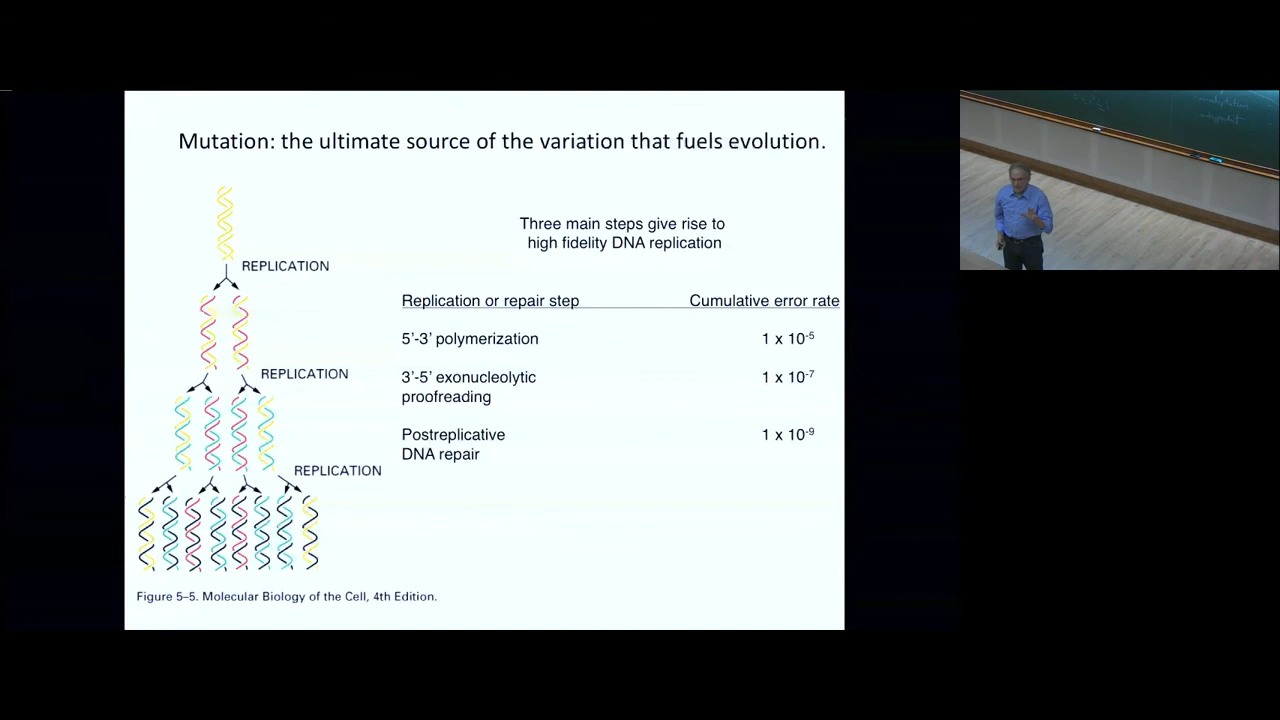 Mutation: the ultimate source of the variation that fuels evolution.
Three main steps give rise to
high fidelity DNA replication
REPLICATION
Replication or repair step Cumulative error rate
5’-3’ polymerization 1 x 10-5
REPLICATION
3’-5’ exonucleolytic 1 x 10-7
proofreading
Postreplicative 1 x 10-9
DNA repair
REPLICATION
Figure 5–5. Molecular Biology of the Cell, 4th Edition.